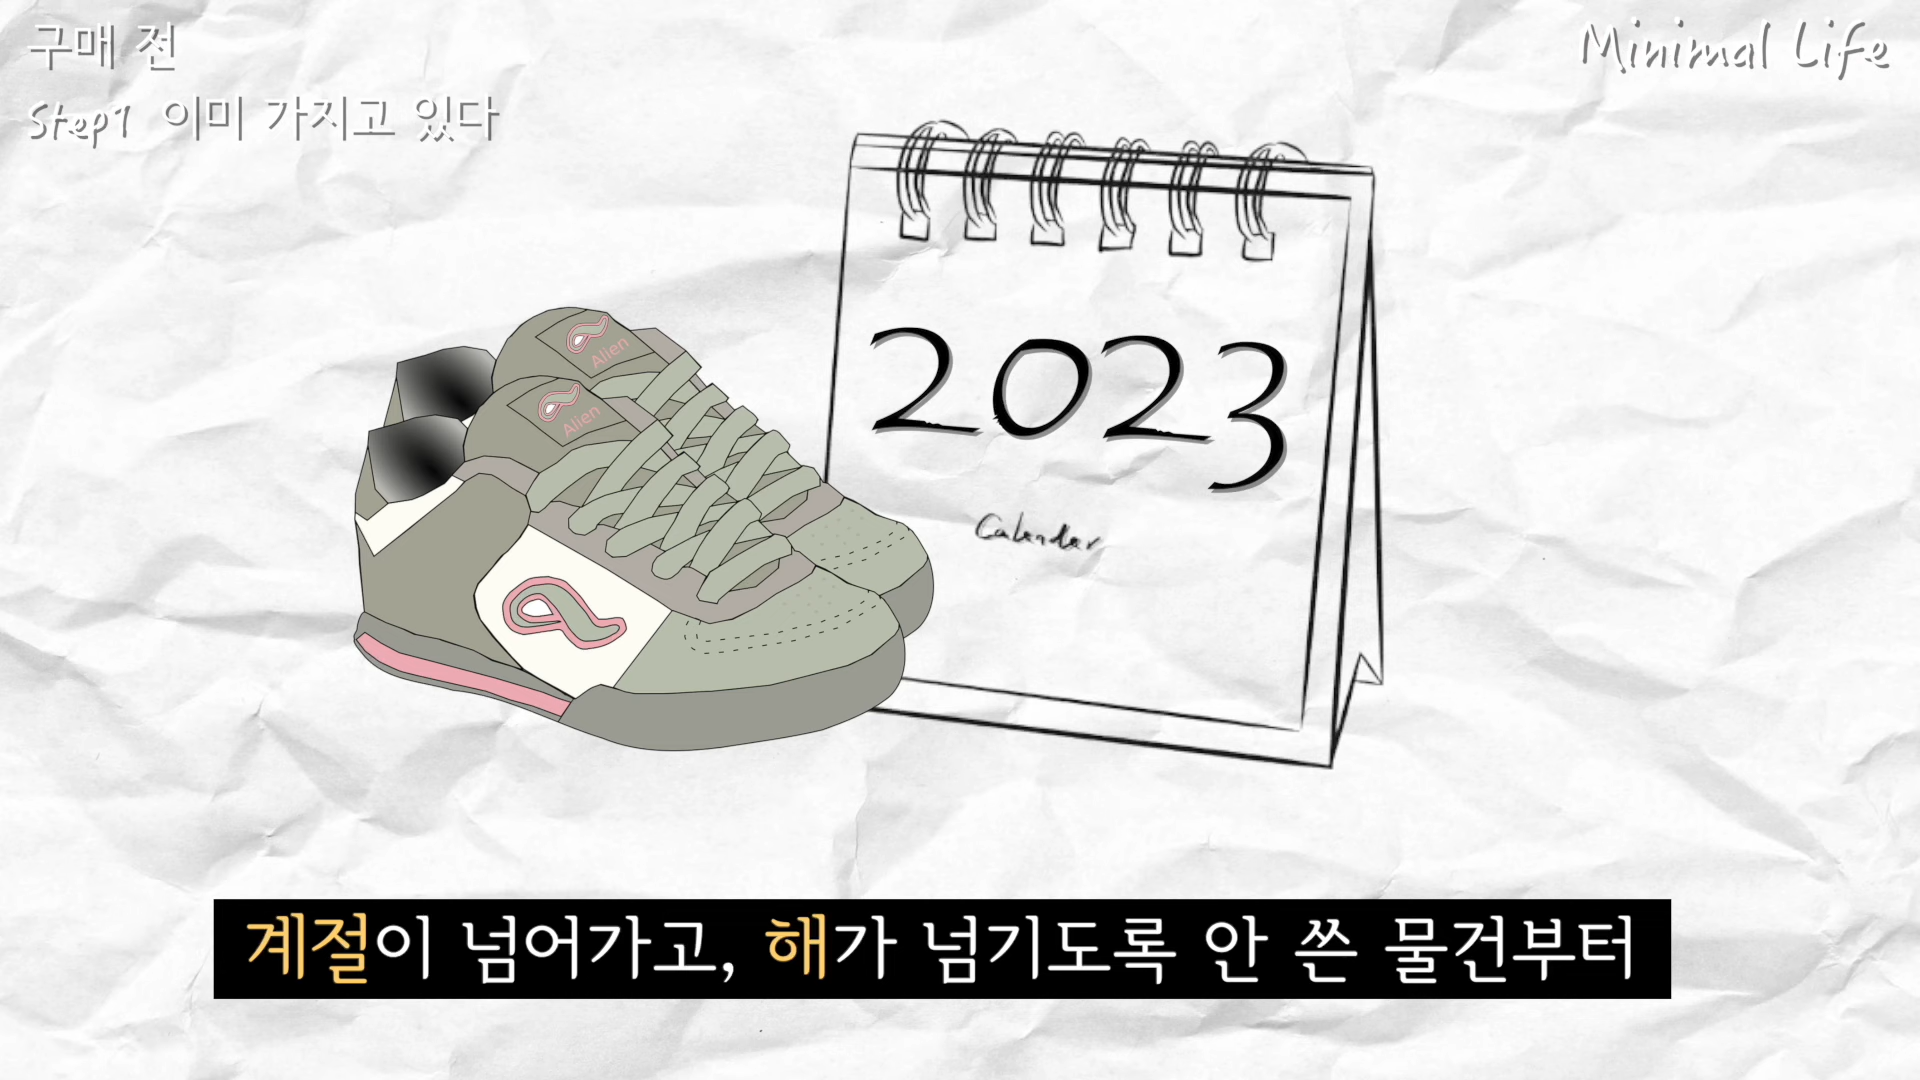 구매 전
Minimal Life
Step1 이미 가지고 있다
Alien
Alien
2023
Calendar
계절이 넘어가고, 해가 넘기도록 안 쓴 물건부터